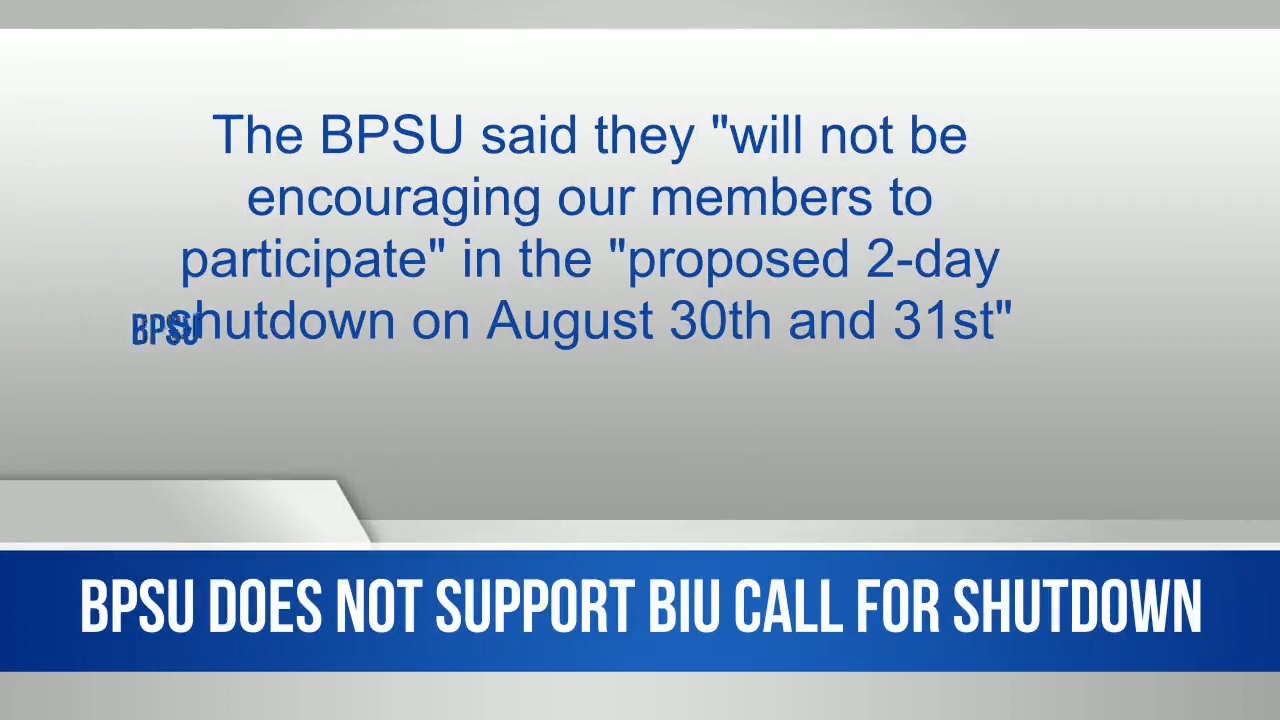 The BPSU said they "will not be
encouraging our members to
participate" in the "proposed 2-day
shutdown on August 30th and 31st"
BPSU
BPSU DOES NOT SUPPORT BIU CALL FOR SHUTDOWN